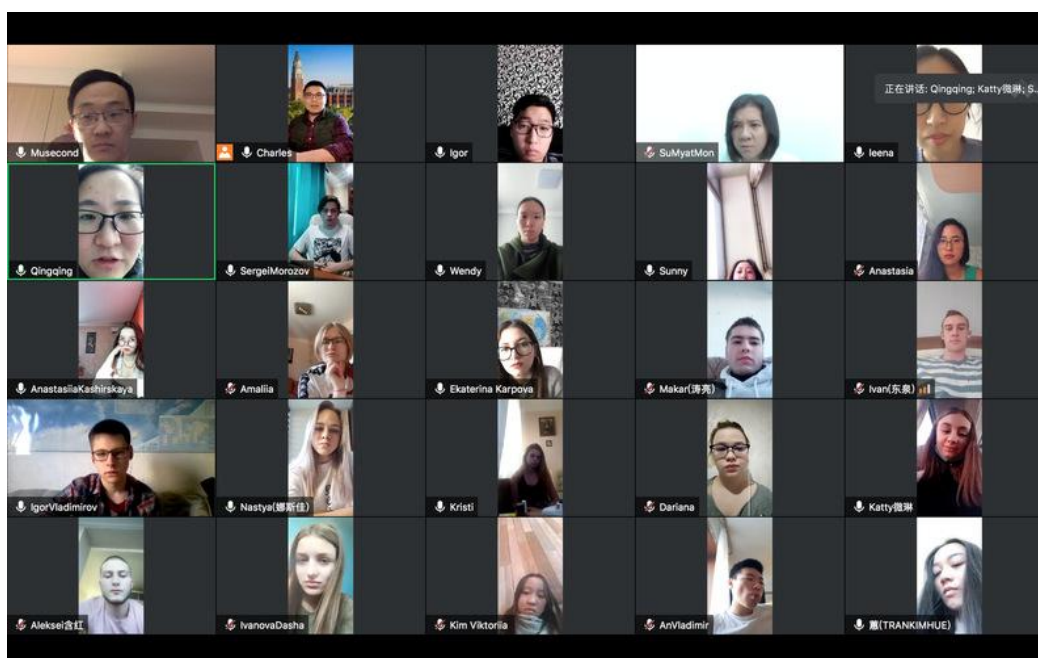 Musecond
Charles
Igor
SuMyatMon
leena
正在讲话: Qingqing; Katty微琳; S...
Qingqing
SergeiMorozov
Wendy
Sunny
Anastasia
AnastasiiaKashirskaya
Amaliia
Ekaterina Karpova
Makar(涛亮)
Ivan(东泉)
IgorVladimirov
Nastya(娜斯佳)
Kristi
Dariana
Katty微琳
Aleksei含红
IvanovaDasha
Kim Viktoriia
AnVladimir
蕙(TRANKIMHUE)